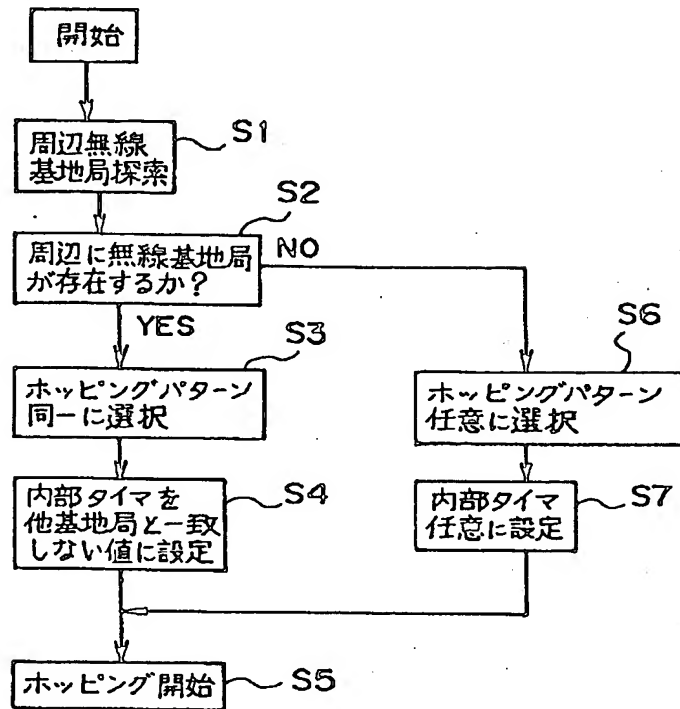 開始
周辺無線
基地局探索
S1
S2
周辺に無線基地局
が存在するか?
NO
YES
S3
ホッピングパターン
同一に選択
S6
ホッピングパターン
任意に選択
内部タイマを
他基地局と一致
しない値に設定
S4
内部タイマ
任意に設定
S7
ホッピング開始
S5